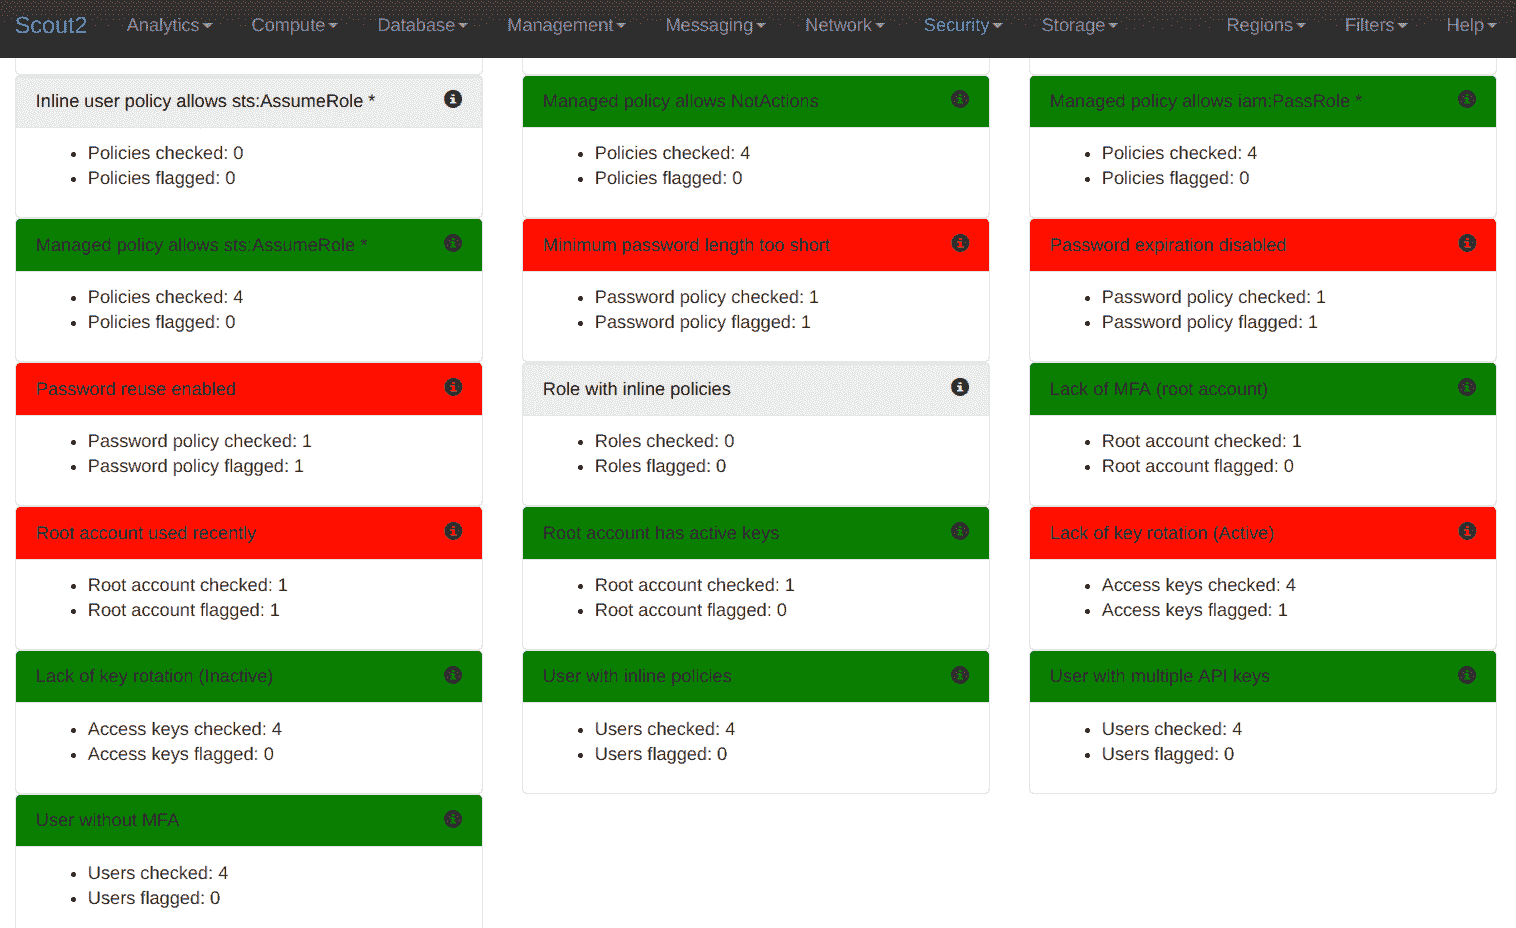 Scout2 Analytics Compute Database Management Messaging Network Security Storage Regions Filters Help
Inline user policy allows sts:AssumeRole *
Policies checked: 0
Policies flagged: 0
Managed policy allows NotActions
Policies checked: 4
Policies flagged: 0
Managed policy allows iam:PassRole *
Policies checked: 4
Policies flagged: 0
Managed policy allows sts:AssumeRole *
Policies checked: 4
Policies flagged: 0
Minimum password length too short
Password policy checked: 1
Password policy flagged: 1
Password expiration disabled
Password policy checked: 1
Password policy flagged: 1
Password reuse enabled
Password policy checked: 1
Password policy flagged: 1
Role with inline policies
Roles checked: 0
Roles flagged: 0
Lack of MFA (root account)
Root account checked: 1
Root account flagged: 0
Root account used recently
Root account checked: 1
Root account flagged: 1
Root account has active keys
Root account checked: 1
Root account flagged: 0
Lack of key rotation (Active)
Access keys checked: 4
Access keys flagged: 1
Lack of key rotation (Inactive)
Access keys checked: 4
Access keys flagged: 0
User with inline policies
Users checked: 4
Users flagged: 0
User with multiple API keys
Users checked: 4
Users flagged: 0
User without MFA
Users checked: 4
Users flagged: 0